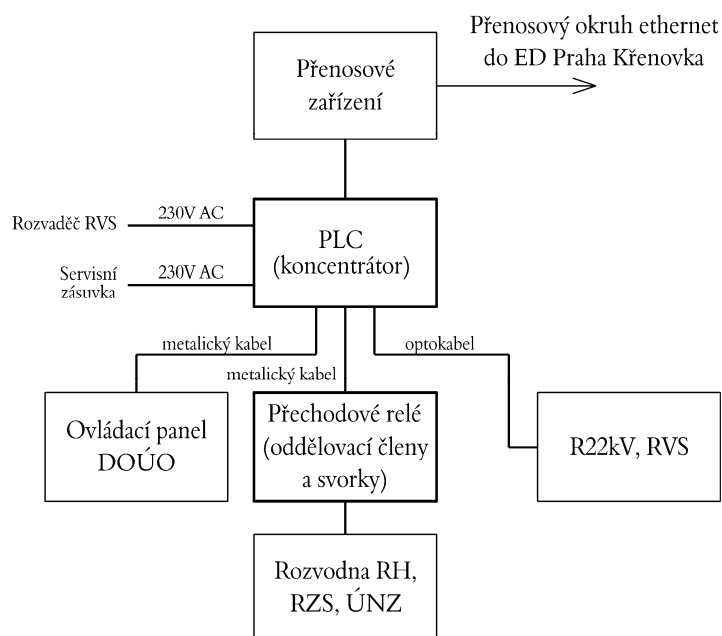 Přenosový okruh ethernet
do ED Praha Křenovka
Přenosové
zařízení
Rozvaděč RVS
230V AC
PLC
(koncentrátor)
Servisní
zásuvka
230V AC
metalický kabel
optokabel
metalický kabel
Ovládací panel
DOÚO
Přechodové relé
(oddělovací členy
a svorky)
R22kV, RVS
Rozvodna RH,
RZS, ÚNZ